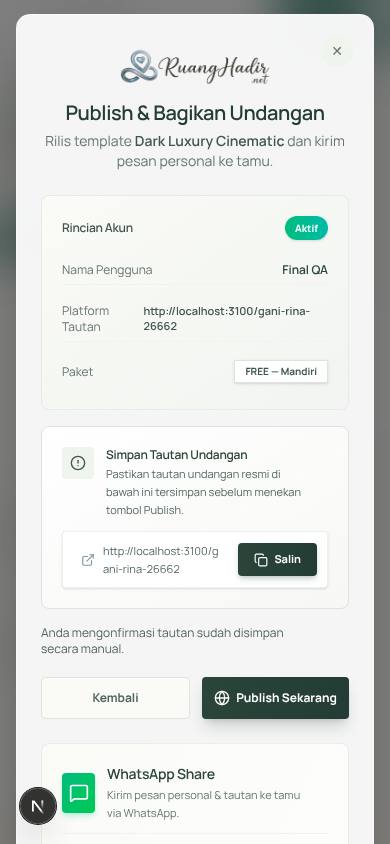 RuangHadir
.net
Publish & Bagikan Undangan
Rilis template Dark Luxury Cinematic dan kirim
pesan personal ke tamu.
Rincian Akun
Aktif
Nama Pengguna
Final QA
Platform
Tautan
http://localhost:3100/gani-rina-
26662
Paket
FREE — Mandiri
Simpan Tautan Undangan
Pastikan tautan undangan resmi di
bawah ini tersimpan sebelum menekan
tombol Publish.
http://localhost:3100/g
ani-rina-26662
Salin
Anda mengonfirmasi tautan sudah disimpan
secara manual.
Kembali
Publish Sekarang
WhatsApp Share
Kirim pesan personal & tautan ke tamu
via WhatsApp.
N